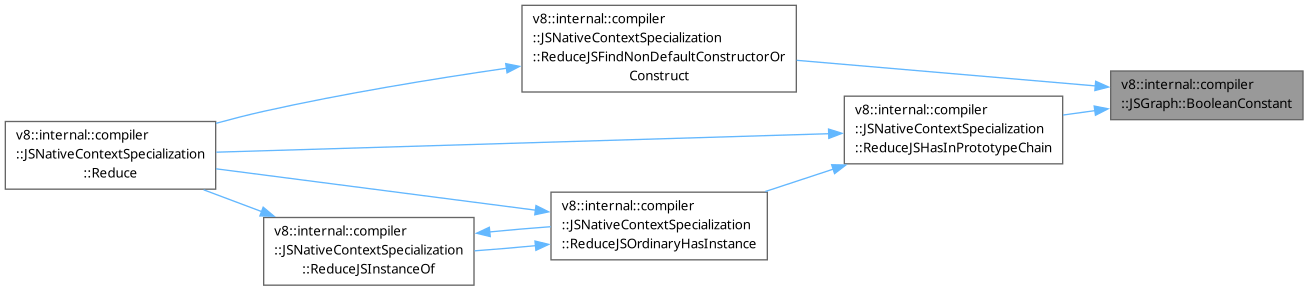 v8::internal::compiler
::JSNativeContextSpecialization
::ReduceJSFindNonDefaultConstructorOr
Construct
v8::internal::compiler
::JSGraph::BooleanConstant
v8::internal::compiler
::JSNativeContextSpecialization
::ReduceJSHasInPrototypeChain
v8::internal::compiler
::JSNativeContextSpecialization
::Reduce
v8::internal::compiler
::JSNativeContextSpecialization
::ReduceJSOrdinaryHasInstance
v8::internal::compiler
::JSNativeContextSpecialization
::ReduceJSInstanceOf